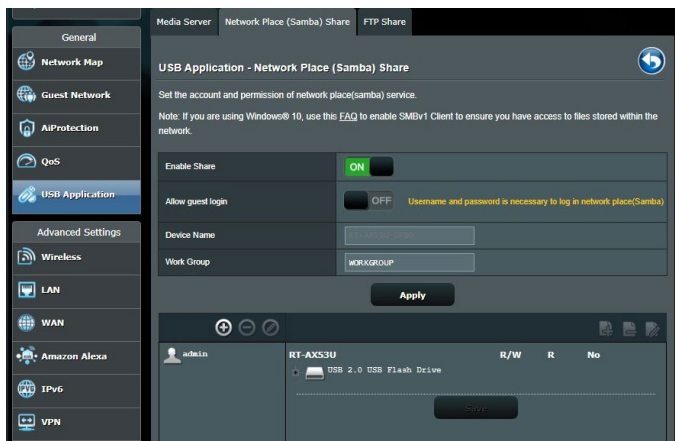 Media Server Network Place (Samba) Share FTP Share
General
Network Map
Guest Network
AiProtection
QoS
USB Application
Advanced Settings
Wireless
LAN
WAN
Amazon Alexa
IPv6
VPN
USB Application - Network Place (Samba) Share
Set the account and permission of network place(samba) service.
Note: If you are using Windows® 10, use this FAQ to enable SMBv1 Client to ensure you have access to files stored within the
network.
Enable Share ON
Allow guest login OFF Username and password is necessary to log in network place(Samba)
Device Name
Work Group WORKGROUP
Apply
admin
RT-AX53U R/W R No
USB 2.0 USB Flash Drive
Save